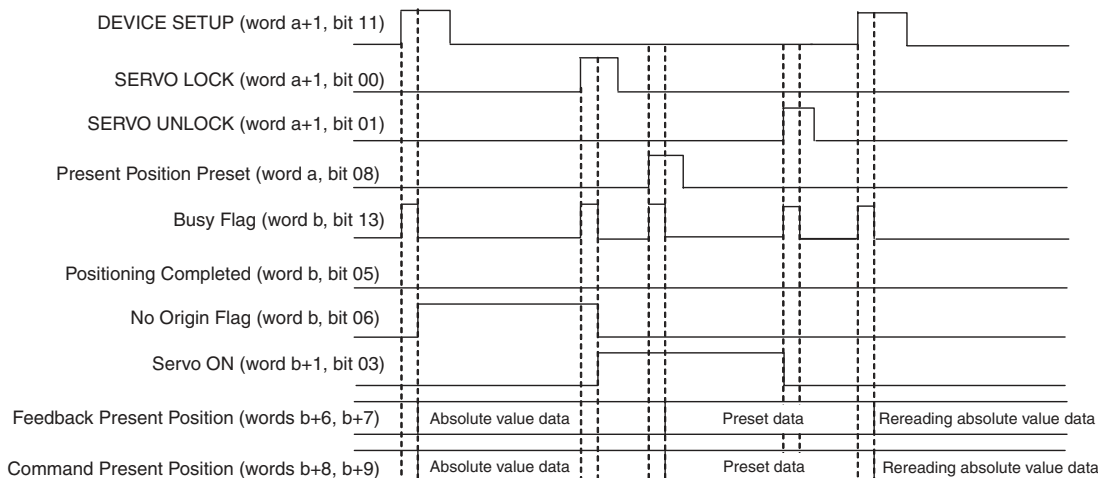 DEVICE SETUP (word a+1, bit 11)
SERVO LOCK (word a+1, bit 00)
SERVO UNLOCK (word a+1, bit 01)
Present Position Preset (word a, bit 08)
Busy Flag (word b, bit 13)
Positioning Completed (word b, bit 05)
No Origin Flag (word b, bit 06)
Servo ON (word b+1, bit 03)
Feedback Present Position (words b+6, b+7) Absolute value data Preset data Rereading absolute value data
Command Present Position (words b+8, b+9) Absolute value data Preset data Rereading absolute value data